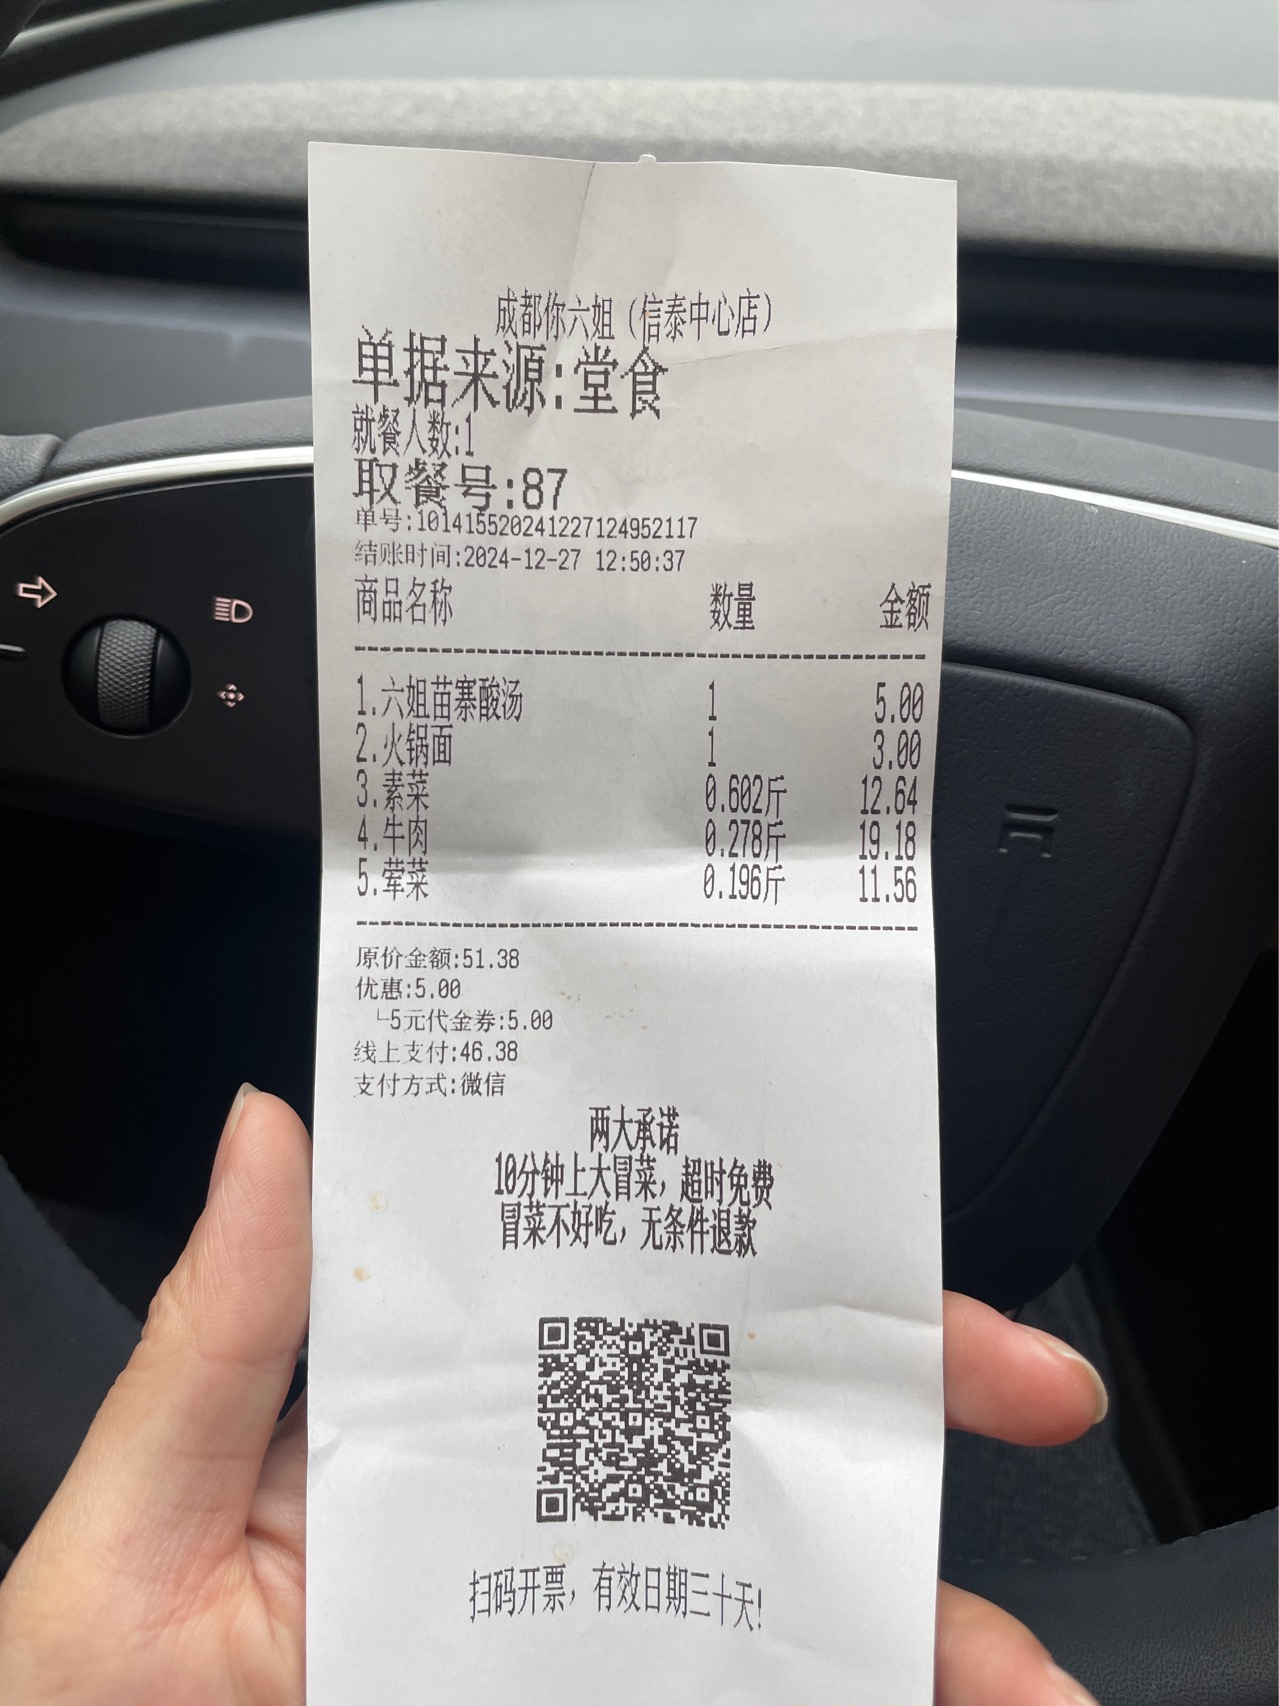 成都你六姐（信泰中心店）
单据来源:堂食
就餐人数:1
取餐号:87
单号:101415520241227124952117
结账时间:2024-12-27 12:50:37
商品名称 数量 金额
1.六姐苗寨酸汤 1 5.00
2.火锅面 1 3.00
3.素菜 0.602斤 12.64
4.牛肉 0.278斤 19.18
5.荤菜 0.196斤 11.56
原价金额:51.38
优惠:5.00
└5元代金券:5.00
线上支付:46.38
支付方式:微信
两大承诺
10分钟上大冒菜，超时免费
冒菜不好吃，无条件退款
扫码开票，有效日期三十天!